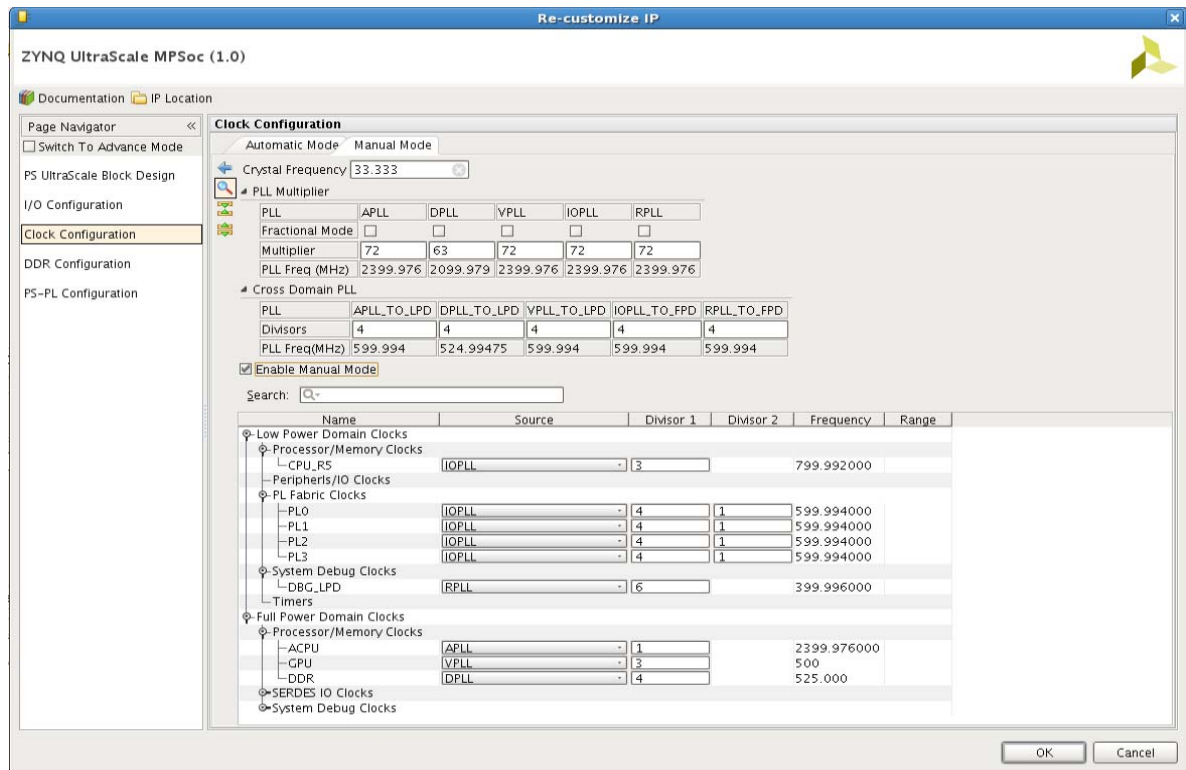 Re-customize IP
ZYNQ UltraScale MPSoc (1.0)
Documentation IP Location
Page Navigator «
Switch To Advance Mode
PS UltraScale Block Design
I/O Configuration
Clock Configuration
DDR Configuration
PS-PL Configuration
Clock Configuration
Automatic Mode Manual Mode
Crystal Frequency 33.333
PLL Multiplier
PLL APLL DPLL VPLL IOPLL RPLL
Fractional Mode
Multiplier 72 63 72 72 72
PLL Freq (MHz) 2399.976 2099.979 2399.976 2399.976 2399.976
Cross Domain PLL
PLL APLL_TO_LPD DPLL_TO_LPD VPLL_TO_LPD IOPLL_TO_FPD RPLL_TO_FPD
Divisors 4 4 4 4 4
PLL Freq(MHz) 599.994 524.99475 599.994 599.994 599.994
Enable Manual Mode
Search:
Name Source Divisor 1 Divisor 2 Frequency Range
Low Power Domain Clocks
Processor/Memory Clocks
CPU_R5 IOPLL 3 799.992000
Peripherls/IO Clocks
PL Fabric Clocks
PL0 IOPLL 4 1 599.994000
PL1 IOPLL 4 1 599.994000
PL2 IOPLL 4 1 599.994000
PL3 IOPLL 4 1 599.994000
System Debug Clocks
DBG_LPD RPLL 6 399.996000
Timers
Full Power Domain Clocks
Processor/Memory Clocks
ACPU APLL 1 2399.976000
GPU VPLL 3 500
DDR DPLL 4 525.000
SERDES IO Clocks
System Debug Clocks
OK Cancel